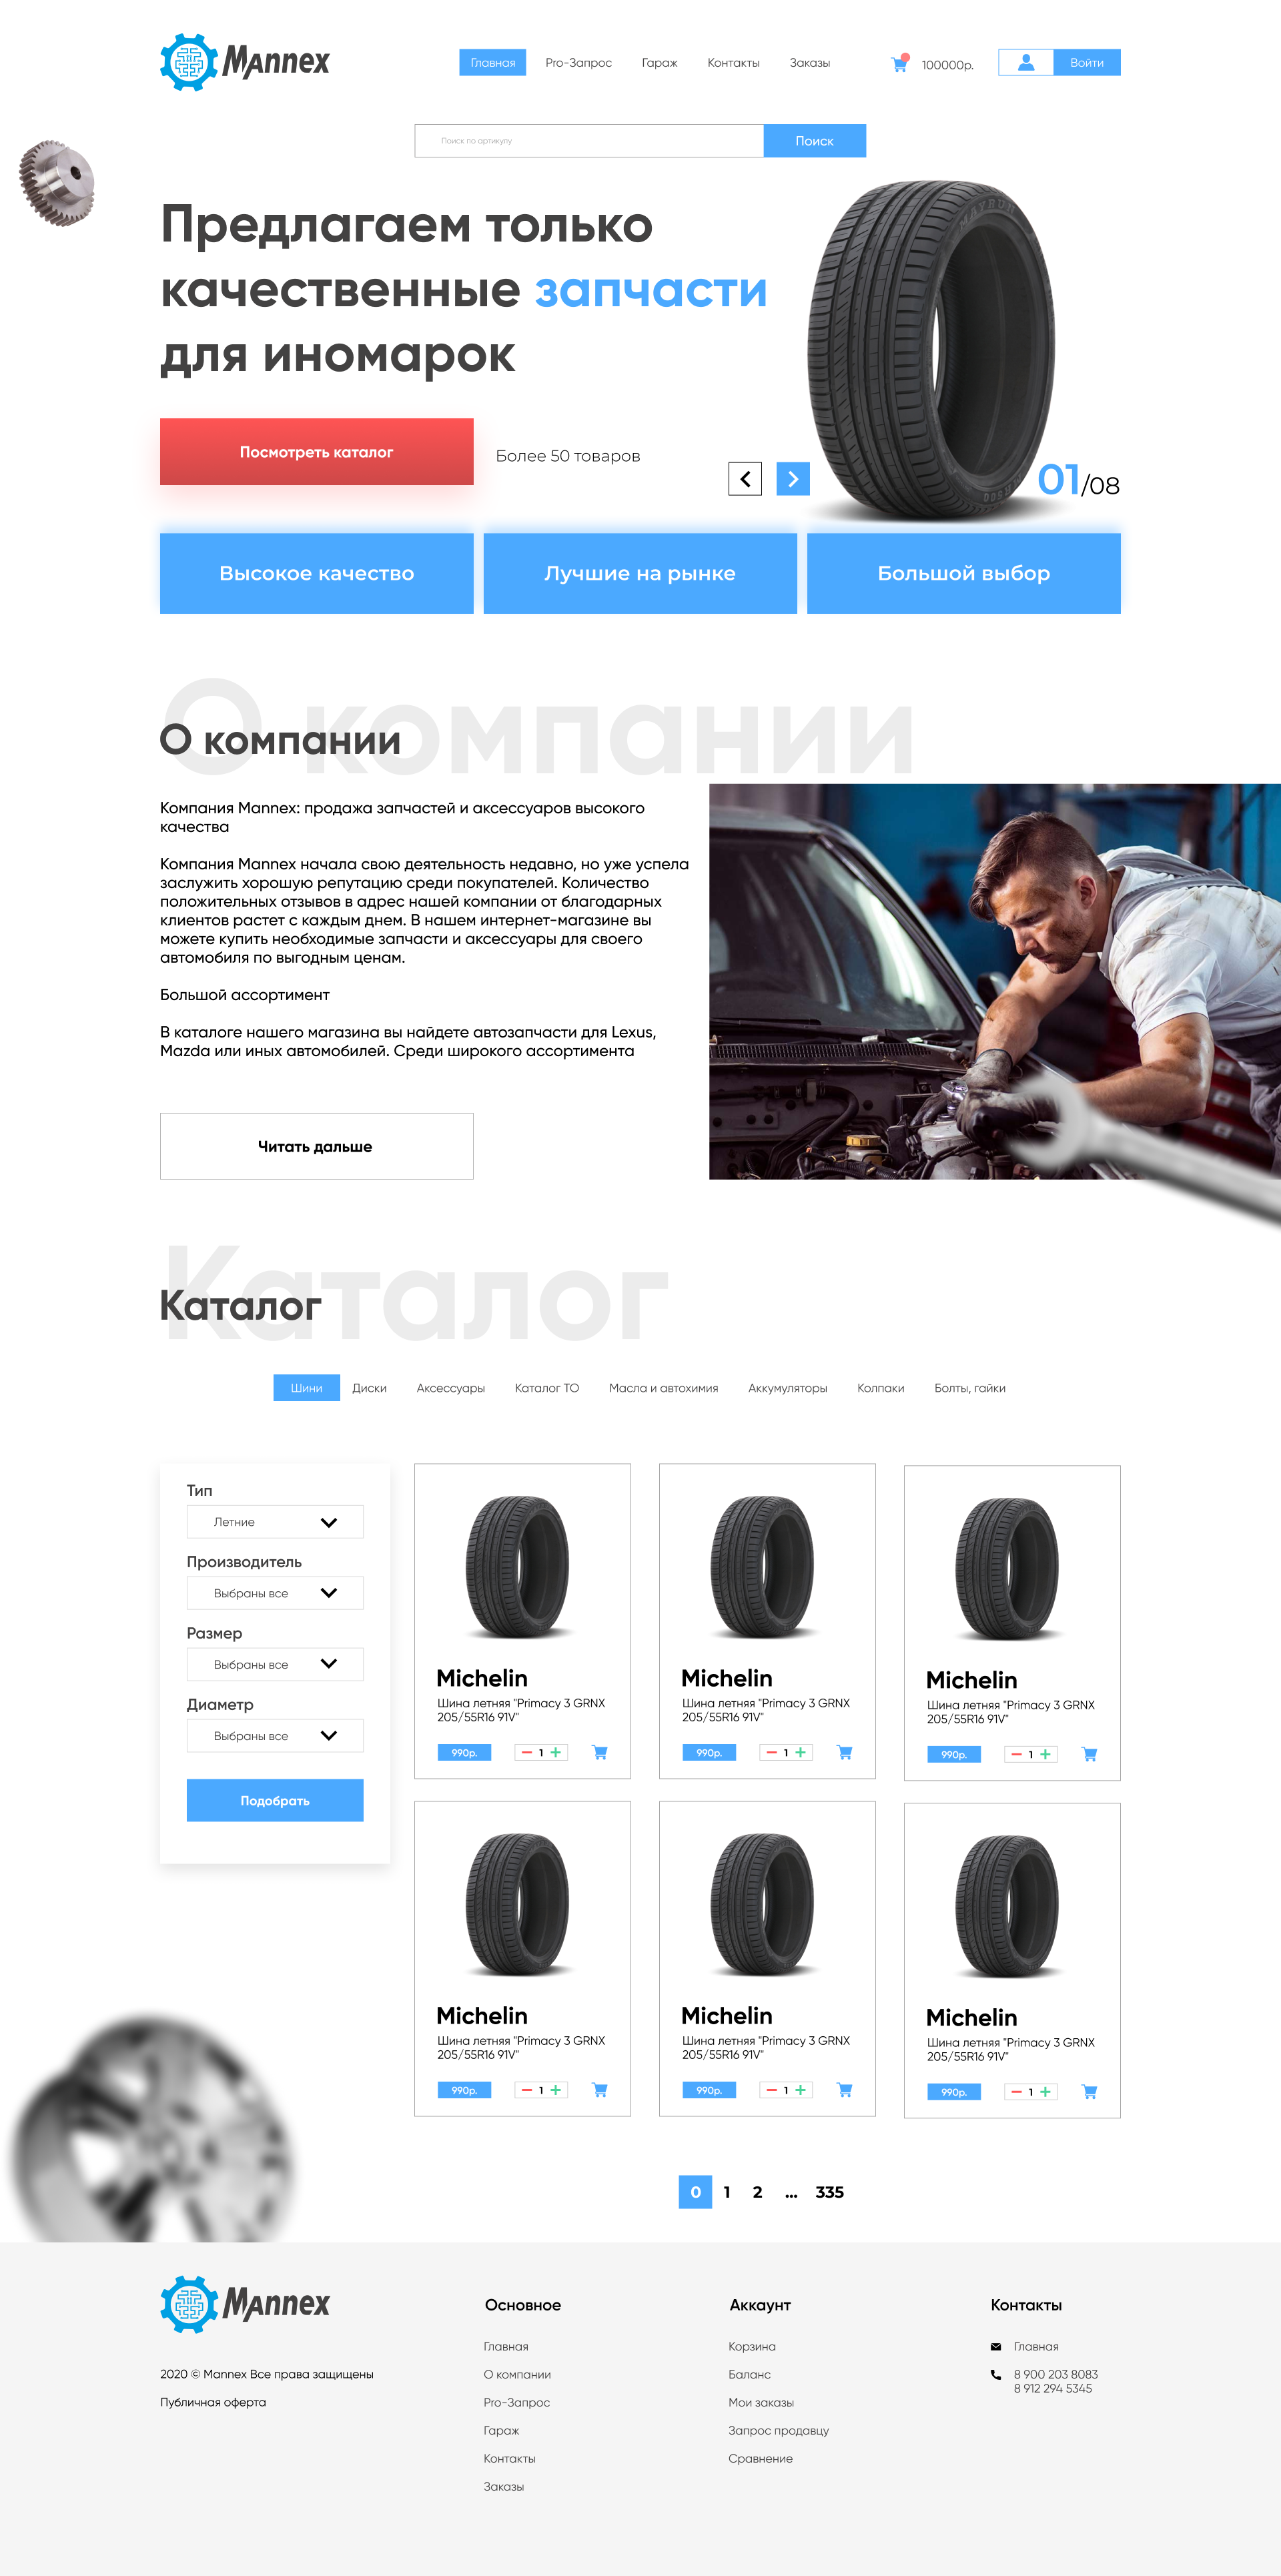 Mannex
Главная Pro-Запрос Гараж Контакты Заказы 100000р. Войти
Поиск по артикулу Поиск
MAYRUN
Предлагаем только
качественные запчасти
для иномарок
Посмотреть каталог
Более 50 товаров
01/08
Высокое качество Лучшие на рынке Большой выбор
О компании
О компании
Компания Mannex: продажа запчастей и аксессуаров высокого
качества
Компания Mannex начала свою деятельность недавно, но уже успела
заслужить хорошую репутацию среди покупателей. Количество
положительных отзывов в адрес нашей компании от благодарных
клиентов растет с каждым днем. В нашем интернет-магазине вы
можете купить необходимые запчасти и аксессуары для своего
автомобиля по выгодным ценам.
Большой ассортимент
В каталоге нашего магазина вы найдете автозапчасти для Lexus,
Mazda или иных автомобилей. Среди широкого ассортимента
Читать дальше
Каталог
Каталог
Шини Диски Аксессуары Каталог ТО Масла и автохимия Аккумуляторы Колпаки Болты, гайки
Тип
Летние
Производитель
Выбраны все
Размер
Выбраны все
Диаметр
Выбраны все
Подобрать
Michelin
Шина летняя "Primacy 3 GRNX
205/55R16 91V"
990р. 1
Michelin
Шина летняя "Primacy 3 GRNX
205/55R16 91V"
990р. 1
Michelin
Шина летняя "Primacy 3 GRNX
205/55R16 91V"
990р. 1
Michelin
Шина летняя "Primacy 3 GRNX
205/55R16 91V"
990р. 1
Michelin
Шина летняя "Primacy 3 GRNX
205/55R16 91V"
990р. 1
Michelin
Шина летняя "Primacy 3 GRNX
205/55R16 91V"
990р. 1
0 1 2 ... 335
Mannex
2020 © Mannex Все права защищены
Публичная оферта
Основное
Главная
О компании
Pro-Запрос
Гараж
Контакты
Заказы
Аккаунт
Корзина
Баланс
Мои заказы
Запрос продавцу
Сравнение
Контакты
Главная
8 900 203 8083
8 912 294 5345